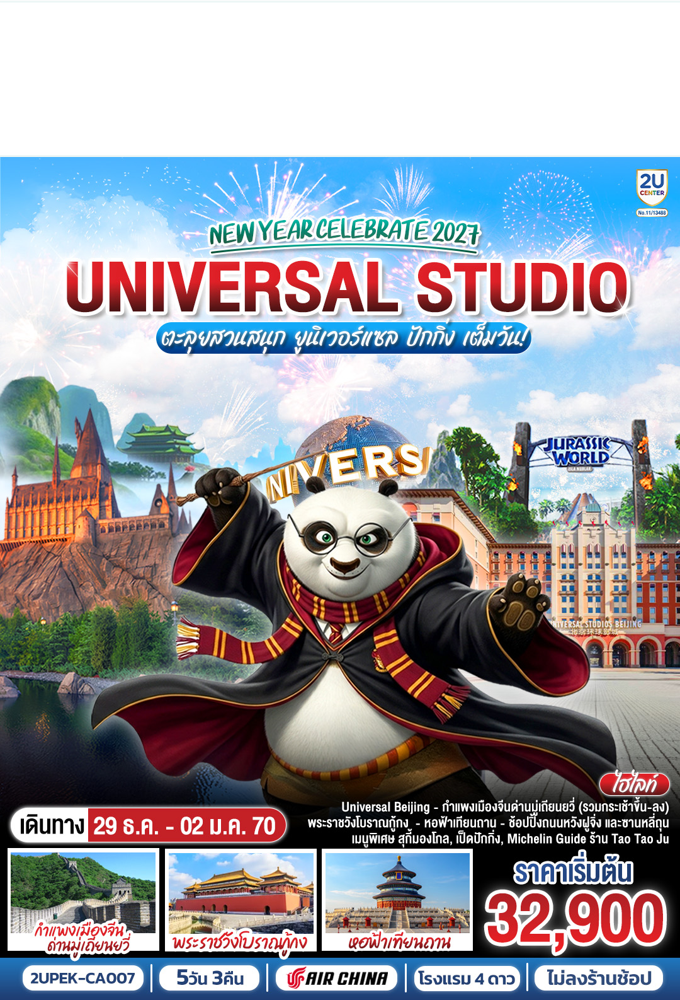 2U
CENTER
No.11/13488
NEW YEAR CELEBRATE 2027
UNIVERSAL STUDIO
ตะลุยสวนสนุก ยูนิเวอร์แซล ปักกิ่ง เต็มวัน!
NIVERS
JURASSIC
WORLD
ISLA NUBLAR
UNIVERSAL STUDIOS BEIJING
北京环球影城
ไฮไลท์
Universal Beijing - กำแพงเมืองจีนด่านมู่เถียนยวี่ (รวมกระเช้าขึ้น-ลง)
พระราชวังโบราณกู้กง - หอฟ้าเทียนถาน - ช้อปปิ้งถนนหวังฝูจิ่ง และซานหลี่ถุน
เมนูพิเศษ สุกี้มองโกล, เป็ดปักกิ่ง, Michelin Guide ร้าน Tao Tao Ju
เดินทาง 29 ธ.ค. - 02 ม.ค. 70
กำแพงเมืองจีน
ด่านมู่เถียนยวี่
พระราชวังโบราณกู้กง
หอฟ้าเทียนถาน
ราคาเริ่มต้น
32,900
2UPEK-CA007
5วัน 3คืน
AIR CHINA
โรงแรม 4 ดาว
ไม่ลงร้านช้อป